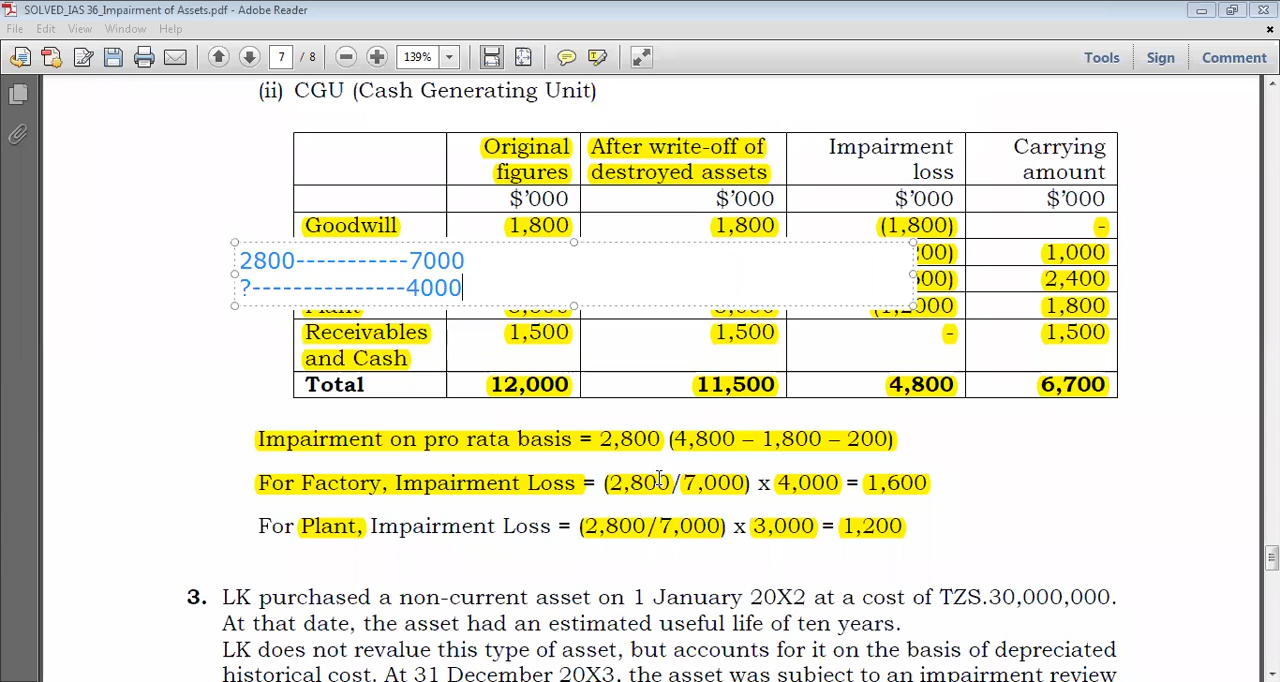 SOLVED_IAS 36_Impairment of Assets.pdf - Adobe Reader
File Edit View Window Help
7 / 8 139% Tools Sign Comment
(ii) CGU (Cash Generating Unit)
Original figures After write-off of destroyed assets Impairment loss Carrying amount
$'000 $'000 $'000 $'000
Goodwill 1,800 1,800 (1,800) -
2800-----------7000 00) 1,000
?---------------4000 00) 2,400
Plant 1,800
Receivables and Cash 1,500 1,500 - 1,500
Total 12,000 11,500 4,800 6,700
Impairment on pro rata basis = 2,800 (4,800 – 1,800 – 200)
For Factory, Impairment Loss = (2,800/7,000) x 4,000 = 1,600
For Plant, Impairment Loss = (2,800/7,000) x 3,000 = 1,200
3. LK purchased a non-current asset on 1 January 20X2 at a cost of TZS.30,000,000.
At that date, the asset had an estimated useful life of ten years.
LK does not revalue this type of asset, but accounts for it on the basis of depreciated
historical cost. At 31 December 20X3, the asset was subject to an impairment review